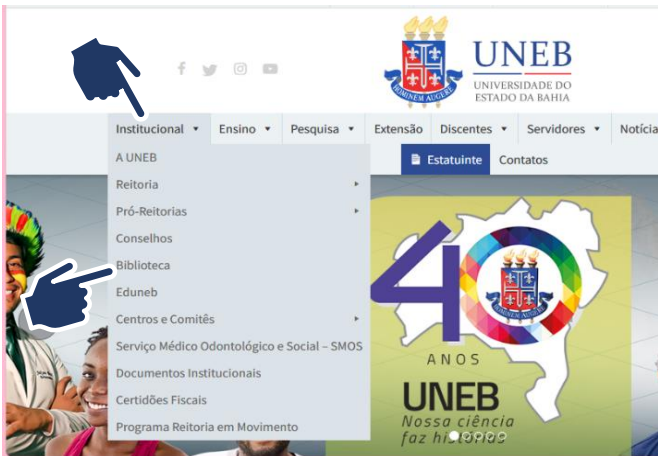 UNEB
UNIVERSIDADE DO
ESTADO DA BAHIA
HOMINEM AUGERE
Institucional Ensino Pesquisa Extensão Discentes Servidores Notícia
Estatuinte Contatos
A UNEB
Reitoria
Pró-Reitorias
Conselhos
Biblioteca
Eduneb
Centros e Comitês
Serviço Médico Odontológico e Social – SMOS
Documentos Institucionais
Certidões Fiscais
Programa Reitoria em Movimento
40
ANOS
UNEB
Nossa ciência
faz histórias